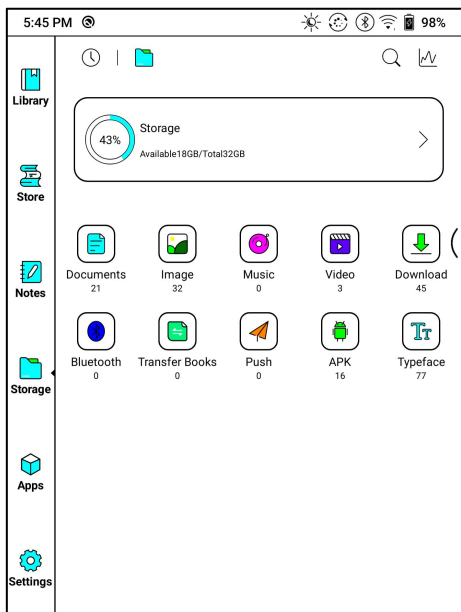 5:45 PM
98%
Library
Store
Notes
Storage
Apps
Settings
43%
Storage
Available18GB/Total32GB
Documents
21
Image
32
Music
0
Video
3
Download
45
Bluetooth
0
Transfer Books
0
Push
0
APK
16
Typeface
77